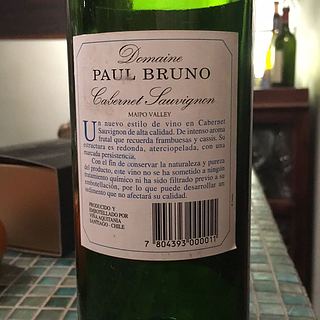 Domaine
PAUL BRUNO
Cabernet Sauvignon
MAIPO VALLEY
Un nuevo estilo de vino en Cabernet
Sauvignon de alta calidad. De intenso aroma
frutal que recuerda frambuesas y cassis. Su
estructura es redonda, aterciopelada, con una
marcada persistencia.
Con el fin de conservar la naturaleza y pureza
del producto, este vino no se ha sometido a ningún
tratamiento químico ni ha sido filtrado previo a su
embotellación, por lo que puede desarrollar un
sedimento que no afectará su calidad.
PRODUCIDO Y
EMBOTELLADO POR
VIÑA AQUITANIA
SANTIAGO - CHILE
7 804393 000011